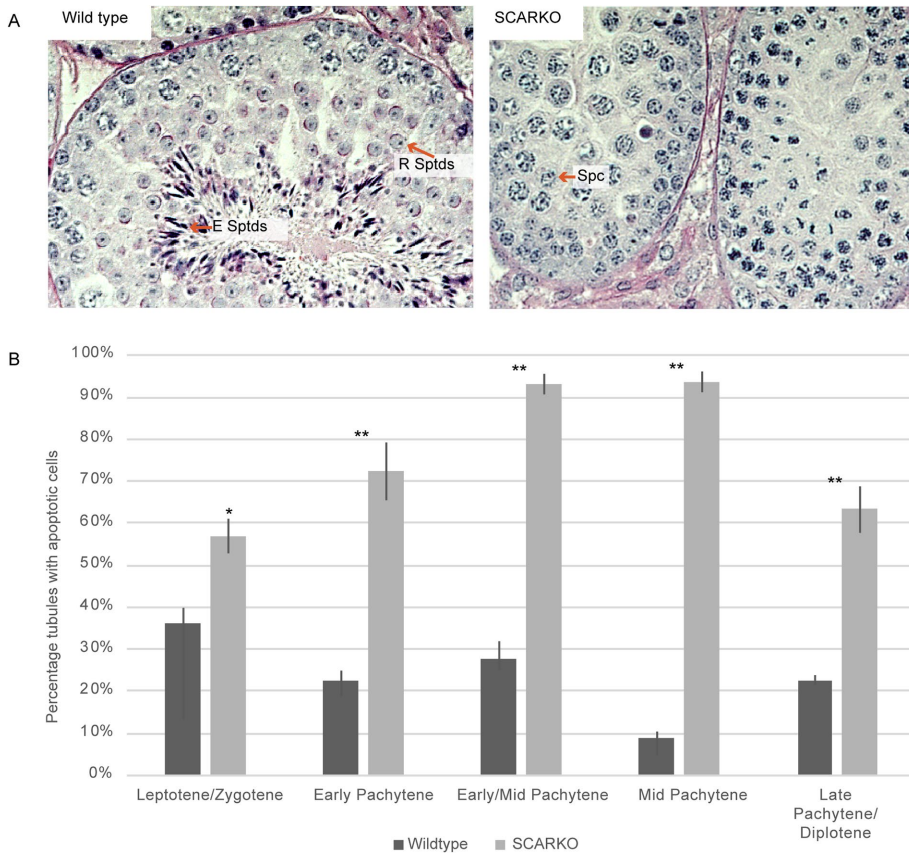 A
Wild type
SCARKO
R Sptds
E Sptds
Spc
B
Percentage tubules with apoptotic cells
100%
90%
80%
70%
60%
50%
40%
30%
20%
10%
0%
*
**
**
**
**
Leptotene/Zygotene
Early Pachytene
Early/Mid Pachytene
Mid Pachytene
Late
Pachytene/
Diplotene
Wildtype
SCARKO